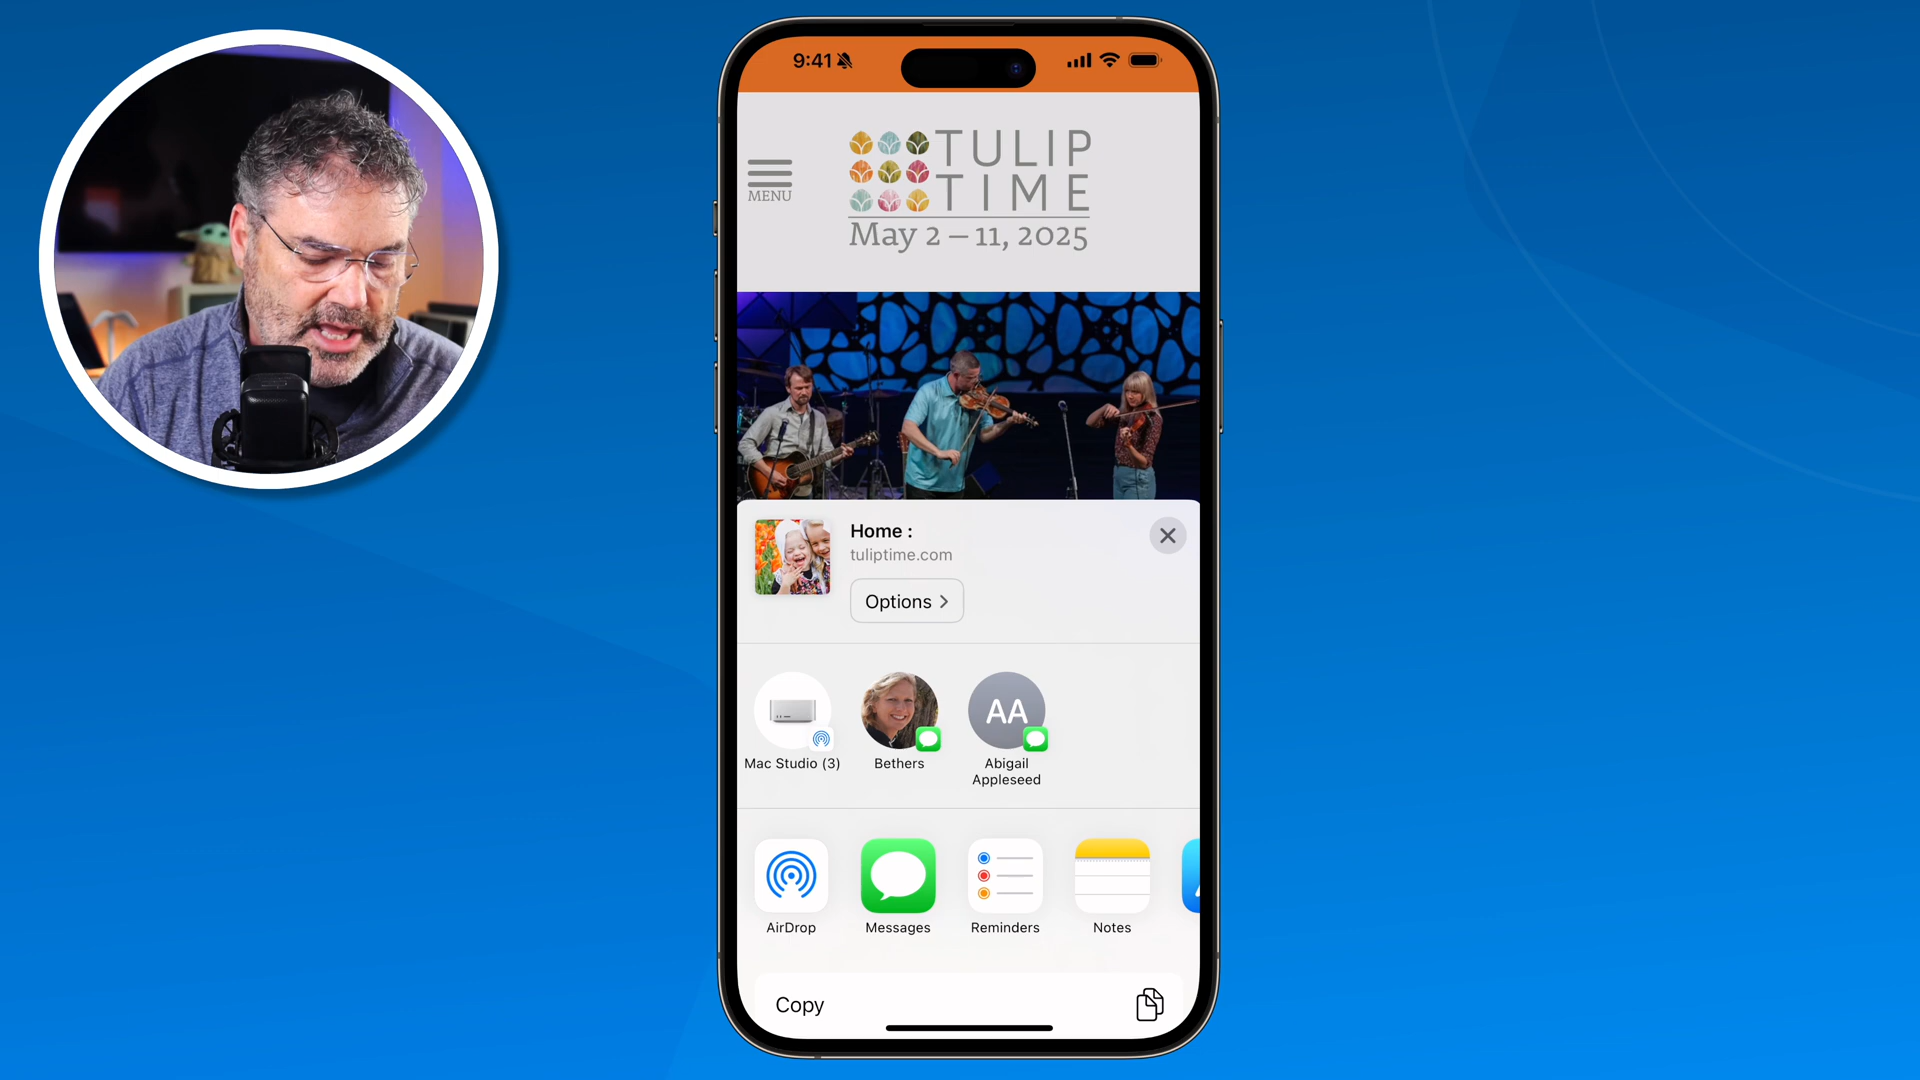 9:41
MENU
TULIP
TIME
May 2 – 11, 2025
Home :
tuliptime.com
Options
AA
Mac Studio (3)
Bethers
Abigail
Appleseed
AirDrop
Messages
Reminders
Notes
Copy